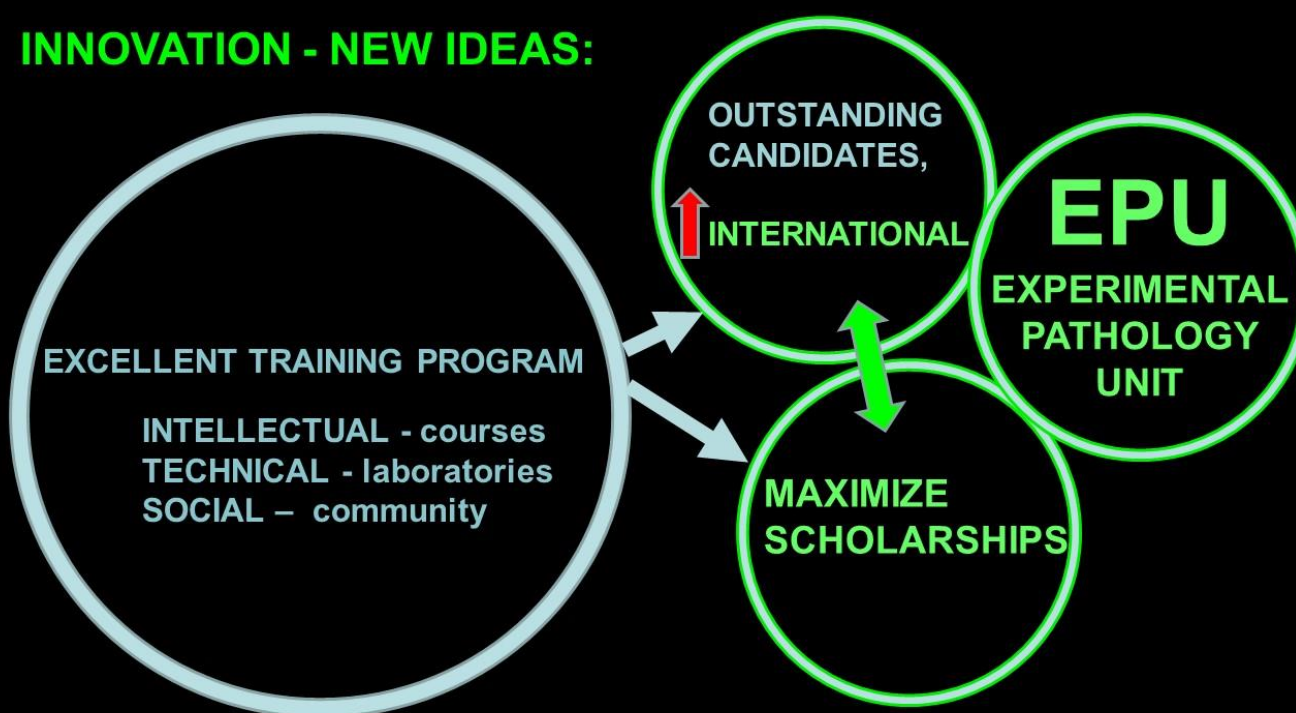 INNOVATION - NEW IDEAS:
EXCELLENT TRAINING PROGRAM
INTELLECTUAL - courses
TECHNICAL - laboratories
SOCIAL – community
OUTSTANDING
CANDIDATES,
INTERNATIONAL
MAXIMIZE
SCHOLARSHIPS
EPU
EXPERIMENTAL
PATHOLOGY
UNIT